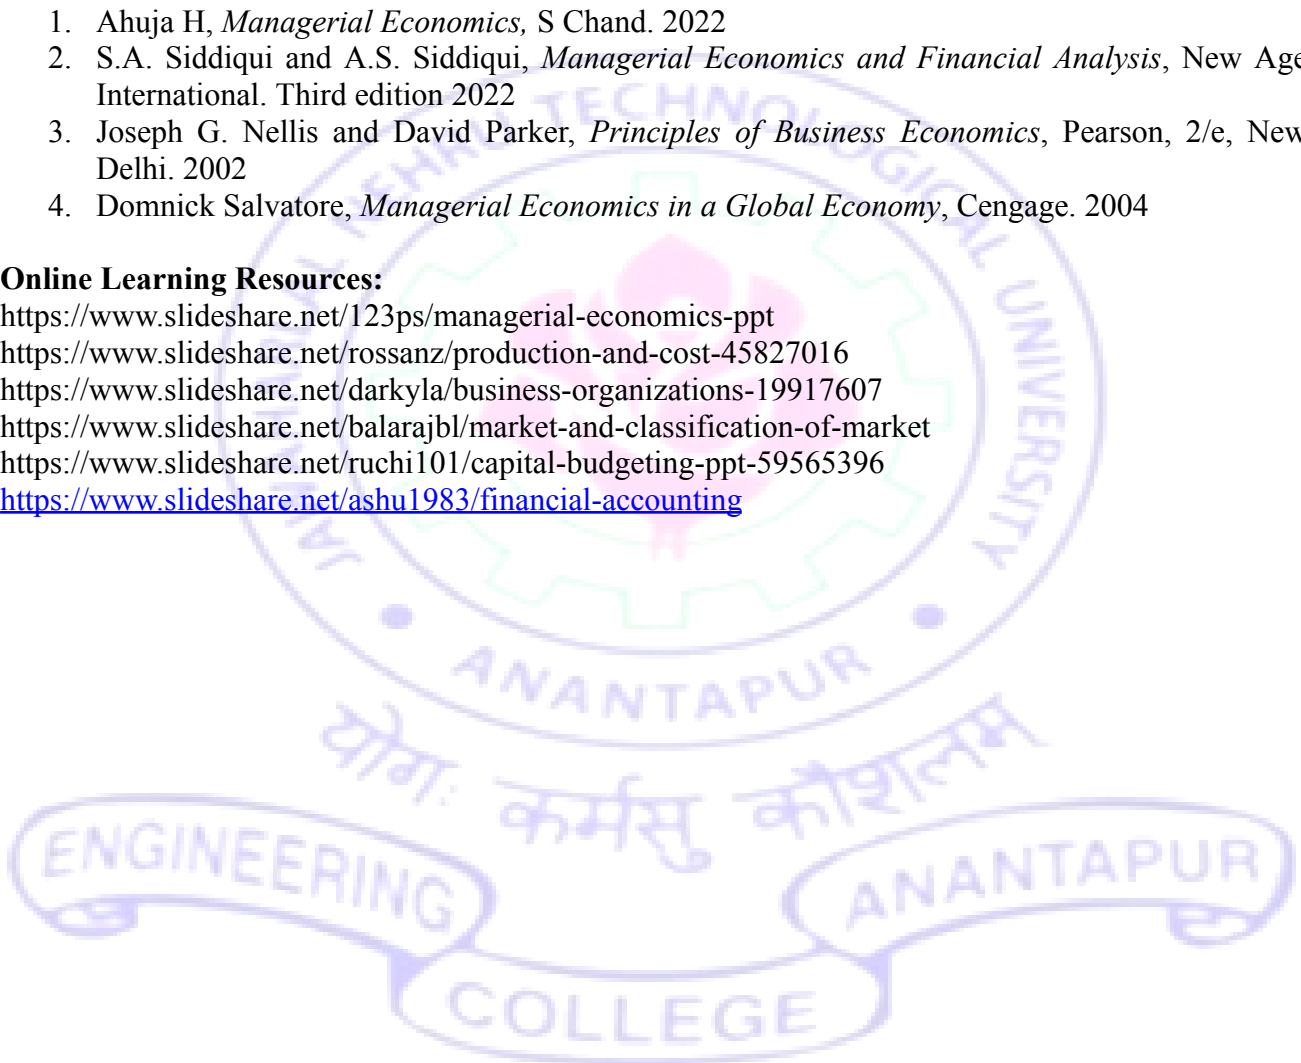 1. Ahuja H, Managerial Economics, S Chand. 2022
2. S.A. Siddiqui and A.S. Siddiqui, Managerial Economics and Financial Analysis, New Age
International. Third edition 2022
3. Joseph G. Nellis and David Parker, Principles of Business Economics, Pearson, 2/e, New
Delhi. 2002
4. Domnick Salvatore, Managerial Economics in a Global Economy, Cengage. 2004
Online Learning Resources:
https://www.slideshare.net/123ps/managerial-economics-ppt
https://www.slideshare.net/rossanz/production-and-cost-45827016
https://www.slideshare.net/darkyla/business-organizations-19917607
https://www.slideshare.net/balarajbl/market-and-classification-of-market
https://www.slideshare.net/ruchi101/capital-budgeting-ppt-59565396
https://www.slideshare.net/ashu1983/financial-accounting
JAWAHARLAL NEHRU TECHNOLOGICAL UNIVERSITY
ANANTAPUR
योगः कर्मसु कौशलम
ENGINEERING
COLLEGE
ANANTAPUR